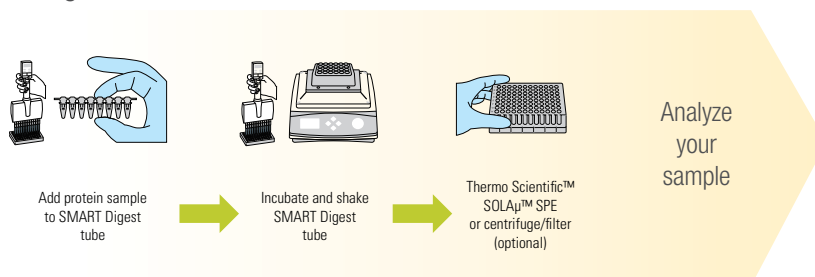 Add protein sample
to SMART Digest
tube
Incubate and shake
SMART Digest
tube
Thermo Scientific™
SOLAµ™ SPE
or centrifuge/filter
(optional)
Analyze
your
sample